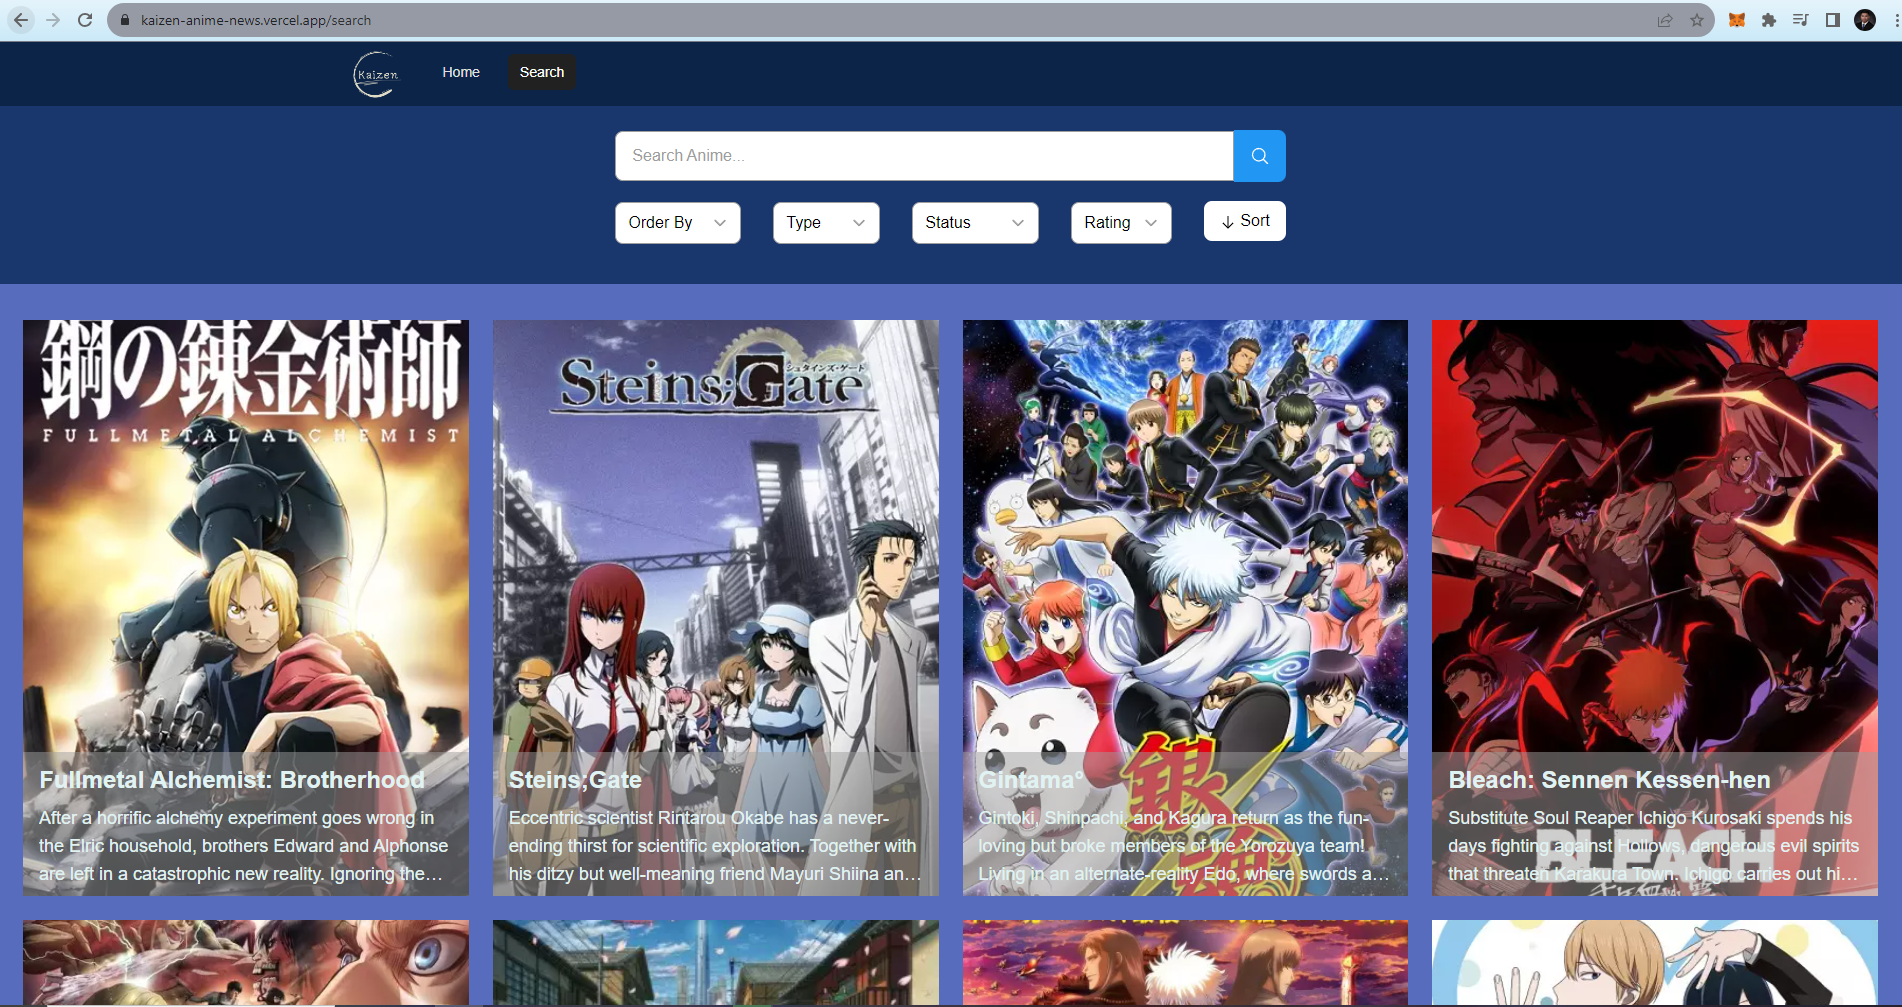 kaizen-anime-news.vercel.app/search
Kaizen
Home
Search
Search Anime...
Order By
Type
Status
Rating
Sort
鋼の錬金術師
FULLMETAL ALCHEMIST
シュタインズ・ゲート
Steins;Gate
銀魂
BLEACH
Fullmetal Alchemist: Brotherhood
After a horrific alchemy experiment goes wrong in
the Elric household, brothers Edward and Alphonse
are left in a catastrophic new reality. Ignoring the…
Steins;Gate
Eccentric scientist Rintarou Okabe has a never-
ending thirst for scientific exploration. Together with
his ditzy but well-meaning friend Mayuri Shiina an…
Gintama°
Gintoki, Shinpachi, and Kagura return as the fun-
loving but broke members of the Yorozuya team!
Living in an alternate-reality Edo, where swords a…
Bleach: Sennen Kessen-hen
Substitute Soul Reaper Ichigo Kurosaki spends his
days fighting against Hollows, dangerous evil spirits
that threaten Karakura Town. Ichigo carries out hi…